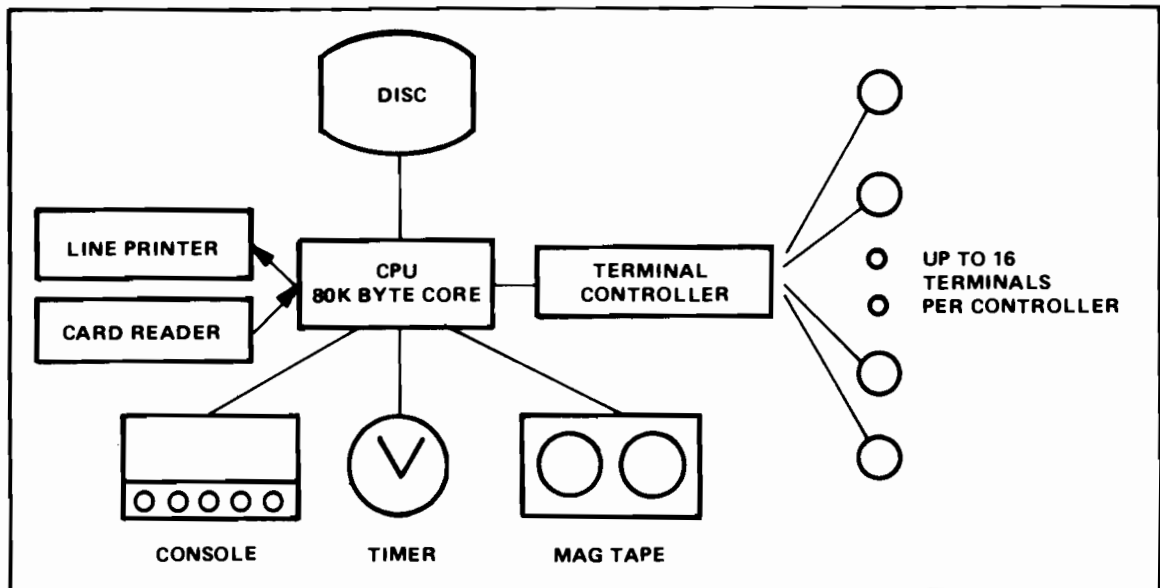 DISC
LINE PRINTER
CARD READER
CPU
80K BYTE CORE
TERMINAL
CONTROLLER
UP TO 16
TERMINALS
PER CONTROLLER
CONSOLE
TIMER
MAG TAPE